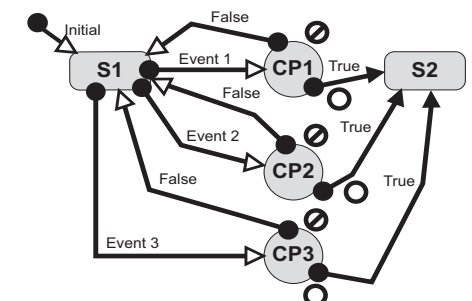 False
Initial
Event 1
S1
CP1
True
S2
False
Event 2
True
CP2
False
True
Event 3
CP3